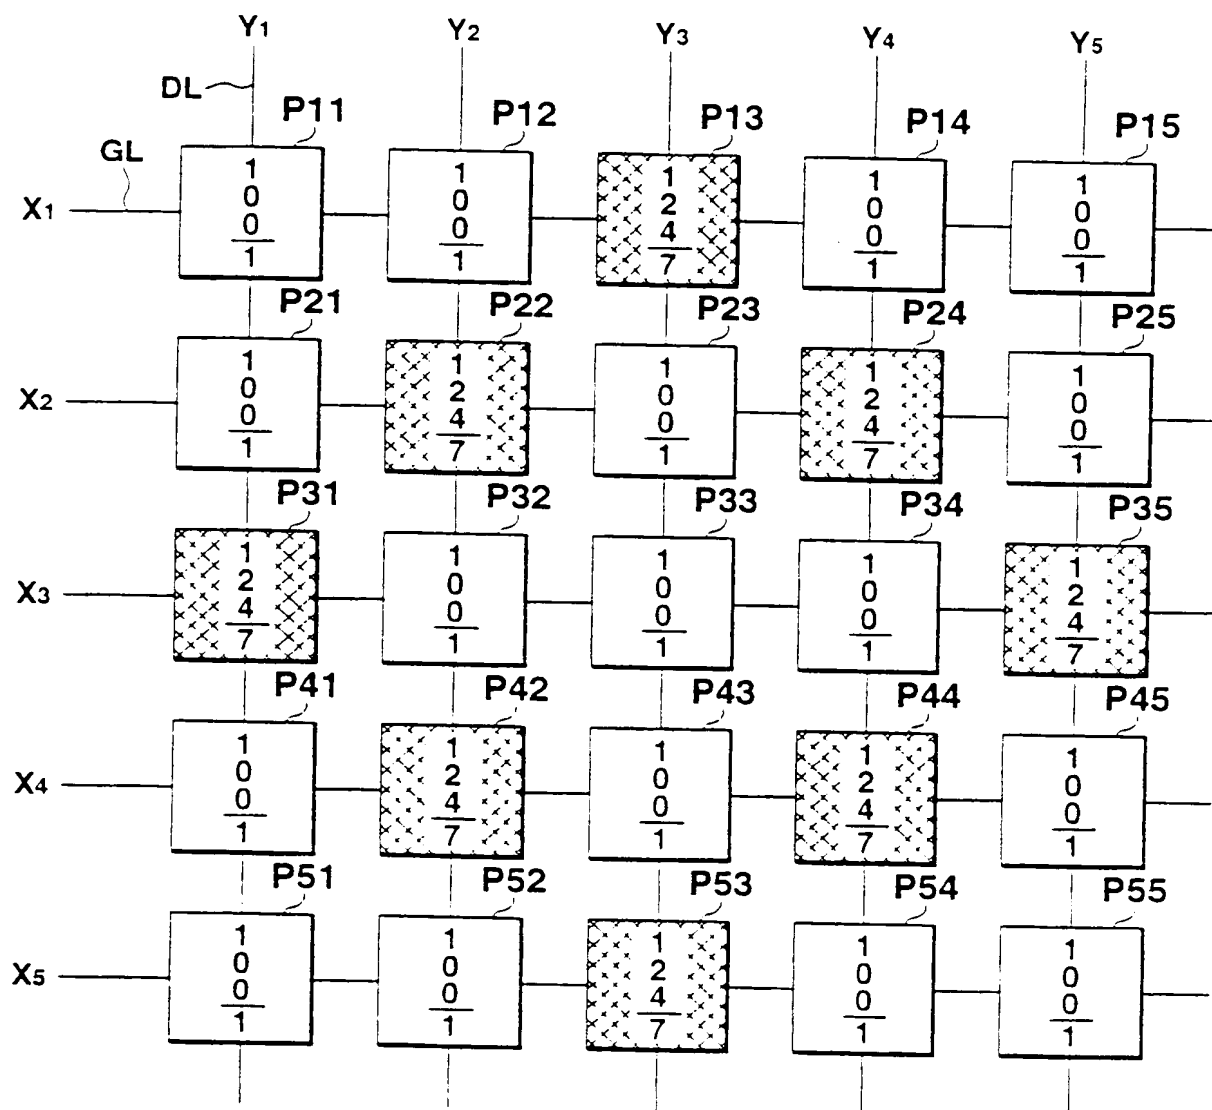 Y1 Y2 Y3 Y4 Y5
DL
P11 P12 P13 P14 P15
GL
X1
1 1 1 1 1
0 0 2 0 0
0 0 4 0 0
1 1 7 1 1
P21 P22 P23 P24 P25
X2
1 1 1 1 1
0 2 0 2 0
0 4 0 4 0
1 7 1 7 1
P31 P32 P33 P34 P35
X3
1 1 1 1 1
2 0 0 0 2
4 0 0 0 4
7 1 1 1 7
P41 P42 P43 P44 P45
X4
1 1 1 1 1
0 2 0 2 0
0 4 0 4 0
1 7 1 7 1
P51 P52 P53 P54 P55
X5
1 1 1 1 1
0 0 2 0 0
0 0 4 0 0
1 1 7 1 1